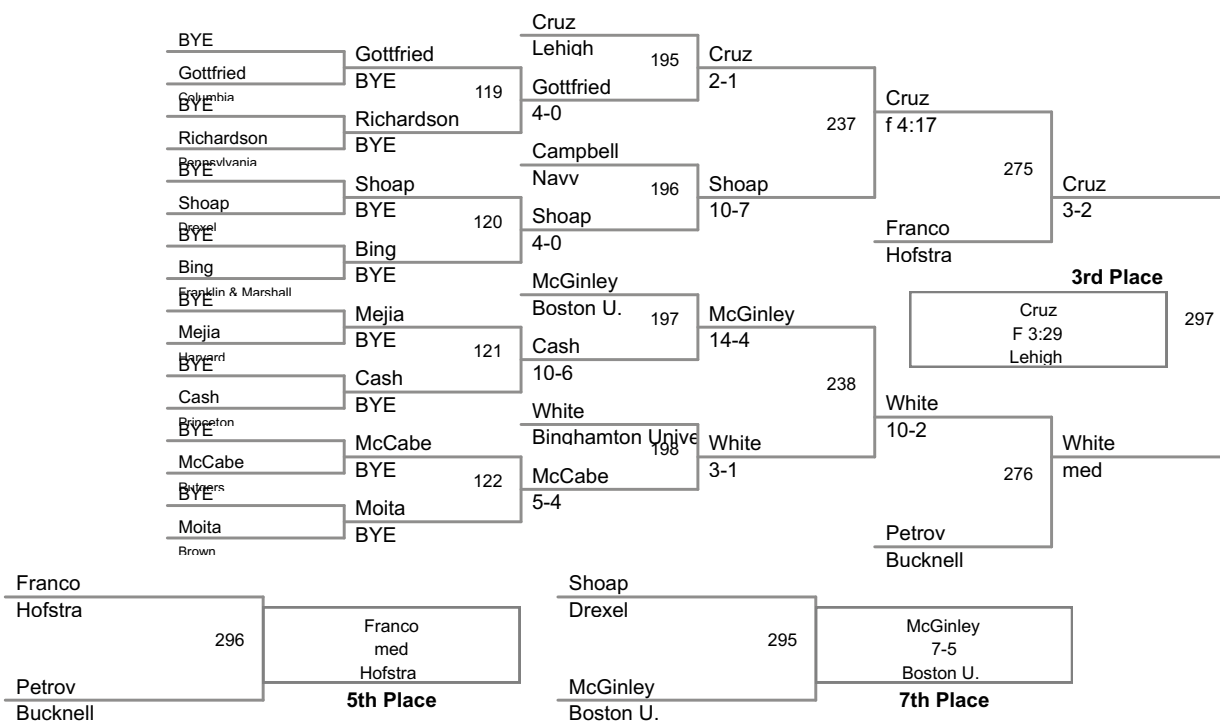 BYE
Gottfried
Columbia
BYE
Richardson
Pennsylvania
BYE
Shoap
Drexel
BYE
Bing
Franklin & Marshall
BYE
Mejia
Harvard
BYE
Cash
Princeton
BYE
McCabe
Rutgers
BYE
Moita
Brown
Gottfried
BYE
119
Richardson
BYE
Shoap
BYE
120
Bing
BYE
Mejia
BYE
121
Cash
BYE
McCabe
BYE
122
Moita
BYE
Cruz
Lehigh
195
Gottfried
4-0
Campbell
Navy
196
Shoap
4-0
McGinley
Boston U.
197
Cash
10-6
White
Binghamton Unive
198
McCabe
5-4
Cruz
2-1
237
Shoap
10-7
McGinley
14-4
238
White
3-1
Cruz
f 4:17
275
Franco
Hofstra
White
10-2
276
Petrov
Bucknell
Cruz
3-2
3rd Place
Cruz
F 3:29
Lehigh
297
White
med
Franco
Hofstra
296
Petrov
Bucknell
Franco
med
Hofstra
5th Place
Shoap
Drexel
295
McGinley
Boston U.
McGinley
7-5
Boston U.
7th Place